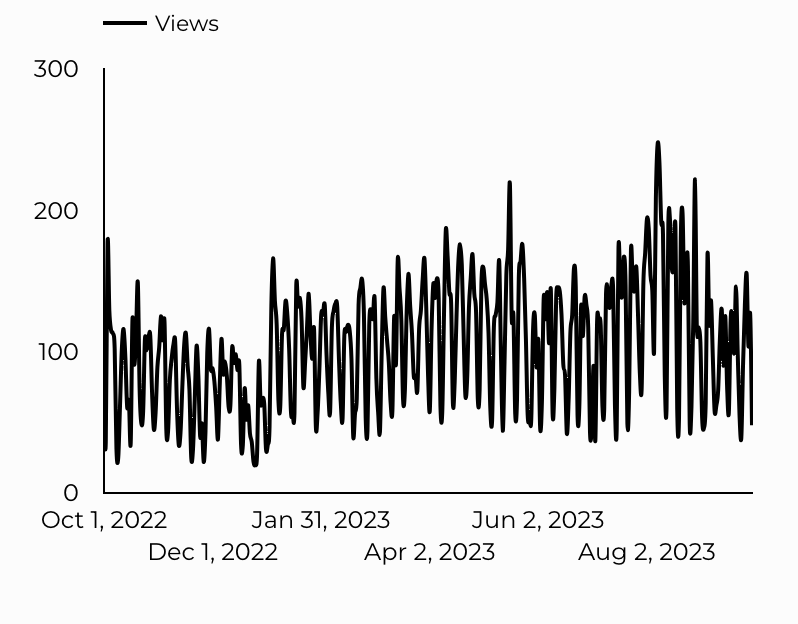 Views
300
200
100
0
Oct 1, 2022
Jan 31, 2023
Jun 2, 2023
Dec 1, 2022
Apr 2, 2023
Aug 2, 2023